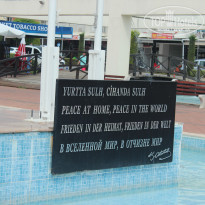 TOBACCO SHOP
YURTTA SULH, CİHANDA SULH
PEACE AT HOME, PEACE IN THE WORLD
FRIEDEN IN DER HEIMAT, FRIEDEN IN DER WELT
В ВСЕЛЕННОЙ МИР, В ОТЧИЗНЕ МИР